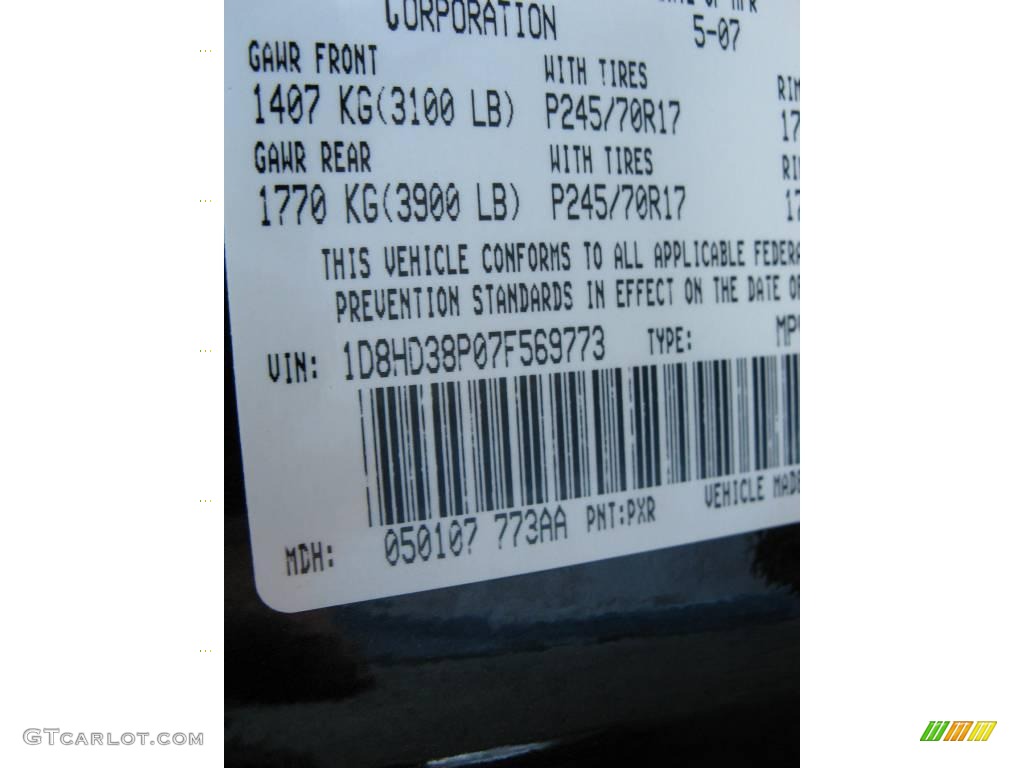 CORPORATION
5-07
GAWR FRONT WITH TIRES
1407 KG(3100 LB) P245/70R17
GAWR REAR WITH TIRES
1770 KG(3900 LB) P245/70R17
THIS VEHICLE CONFORMS TO ALL APPLICABLE
PREVENTION STANDARDS IN EFFECT ON THE DATE
VIN: 1D8HD38P07F569773 TYPE:
MDH: 050107 773AA PNT:PXR VEHICLE
GTCARLOT.COM